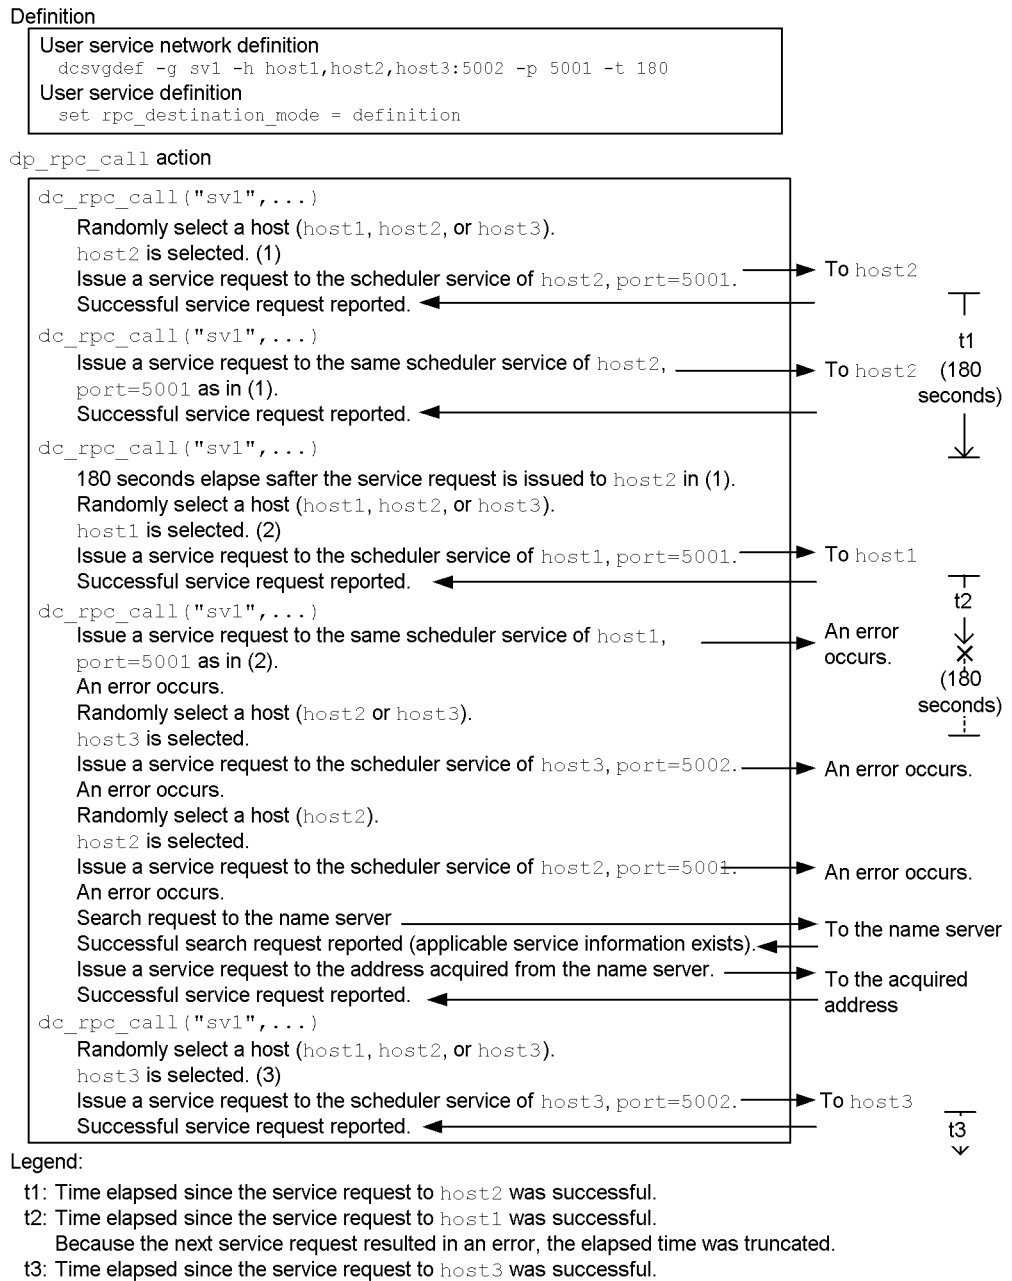 Definition
User service network definition
dcsvgdef -g sv1 -h host1,host2,host3:5002 -p 5001 -t 180
User service definition
set rpc_destination_mode = definition
dp_rpc_call action
dc_rpc_call("sv1",...)
Randomly select a host (host1, host2, or host3).
host2 is selected. (1)
Issue a service request to the scheduler service of host2, port=5001.
To host2
Successful service request reported.
dc_rpc_call("sv1",...)
t1
Issue a service request to the same scheduler service of host2,
To host2
(180
port=5001 as in (1).
seconds)
Successful service request reported.
dc_rpc_call("sv1",...)
180 seconds elapse safter the service request is issued to host2 in (1).
Randomly select a host (host1, host2, or host3).
host1 is selected. (2)
Issue a service request to the scheduler service of host1, port=5001.
To host1
Successful service request reported.
t2
dc_rpc_call("sv1",...)
Issue a service request to the same scheduler service of host1,
An error
port=5001 as in (2).
occurs.
An error occurs.
(180
Randomly select a host (host2 or host3).
seconds)
host3 is selected.
Issue a service request to the scheduler service of host3, port=5002.
An error occurs.
An error occurs.
Randomly select a host (host2).
host2 is selected.
Issue a service request to the scheduler service of host2, port=5001.
An error occurs.
An error occurs.
Search request to the name server
To the name server
Successful search request reported (applicable service information exists).
Issue a service request to the address acquired from the name server.
To the acquired
Successful service request reported.
address
dc_rpc_call("sv1",...)
Randomly select a host (host1, host2, or host3).
host3 is selected. (3)
Issue a service request to the scheduler service of host3, port=5002.
To host3
Successful service request reported.
t3
Legend:
t1: Time elapsed since the service request to host2 was successful.
t2: Time elapsed since the service request to host1 was successful.
Because the next service request resulted in an error, the elapsed time was truncated.
t3: Time elapsed since the service request to host3 was successful.